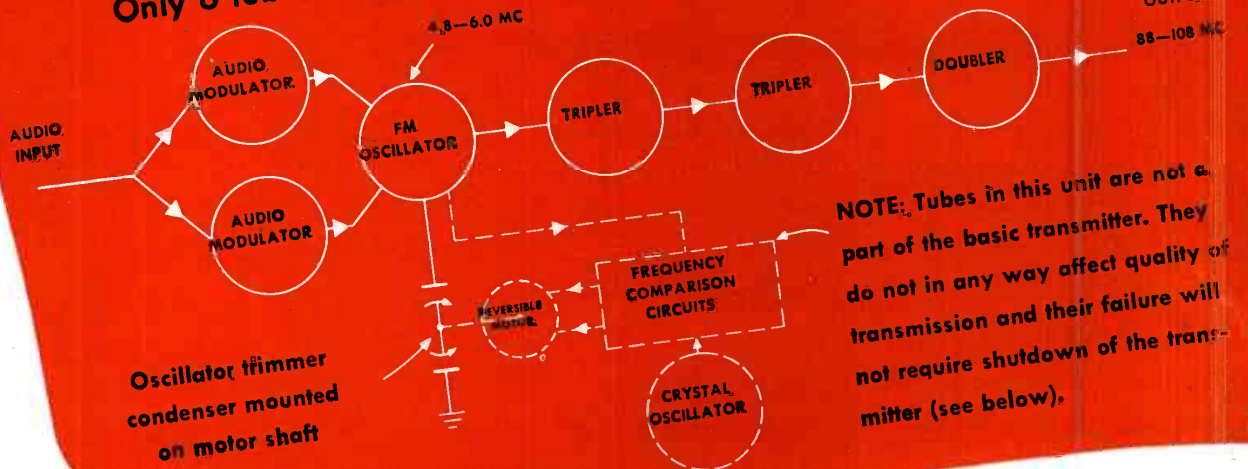 Only 6
4.8—6.0 MC
88—108 MC
AUDIO
MODULATOR
AUDIO
INPUT
FM
OSCILLATOR
TRIPLER
TRIPLER
DOUBLER
AUDIO
MODULATOR
NOTE: Tubes in this unit are not a
part of the basic transmitter. They
do not in any way affect quality of
transmission and their failure will
not require shutdown of the trans-
mitter (see below).
FREQUENCY
COMPARISON
CIRCUITS
REVERSIBLE
MOTOR
CRYSTAL
OSCILLATOR
Oscillator trimmer
condenser mounted
on motor shaft